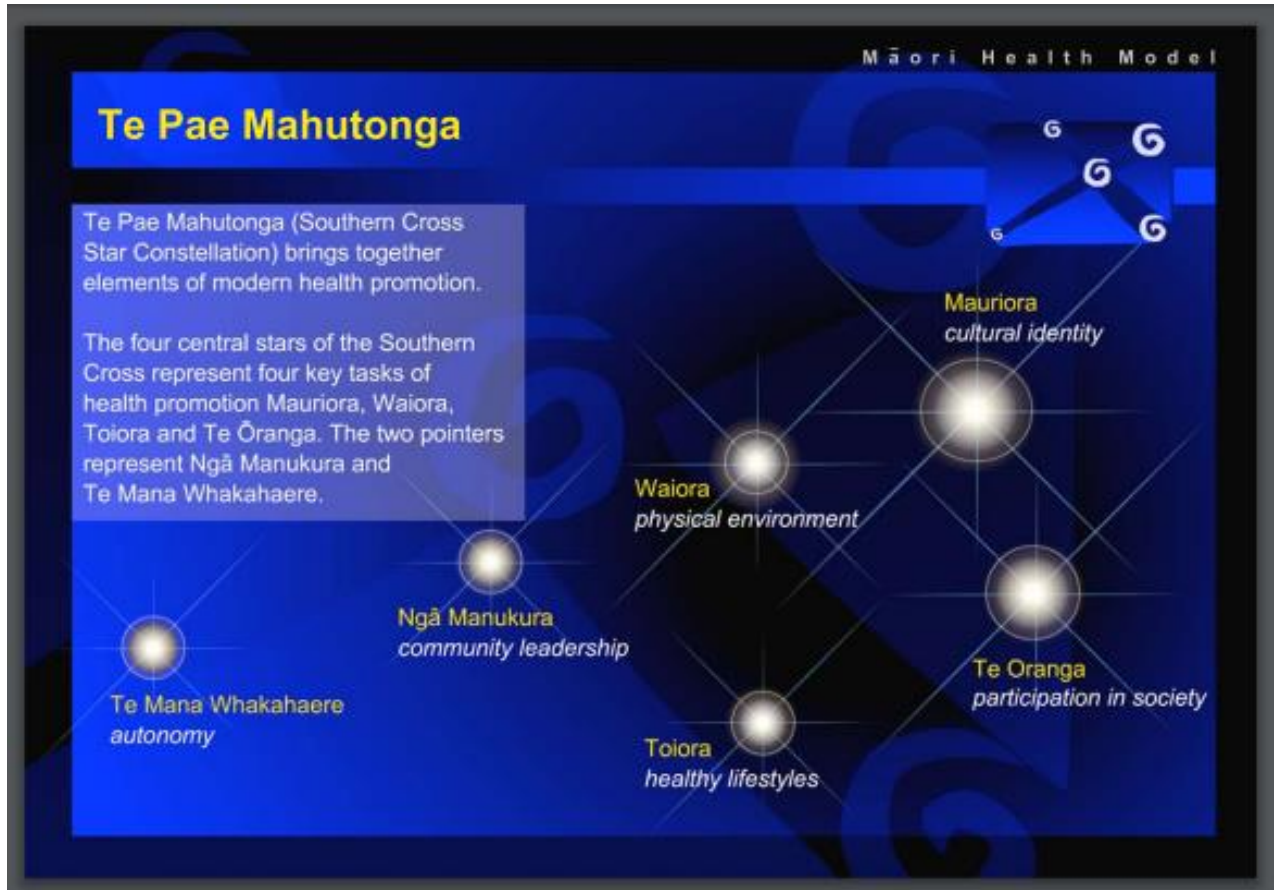 Māori Health Model
Te Pae Mahutonga
Te Pae Mahutonga (Southern Cross
Star Constellation) brings together
elements of modern health promotion.
The four central stars of the Southern
Cross represent four key tasks of
health promotion Mauriora, Waiora,
Toiora and Te Ōranga. The two pointers
represent Ngā Manukura and
Te Mana Whakahaere.
Mauriora
cultural identity
Waiora
physical environment
Ngâ Manukura
community leadership
Te Oranga
participation in society
Te Mana Whakahaere
autonomy
Toiora
healthy lifestyles